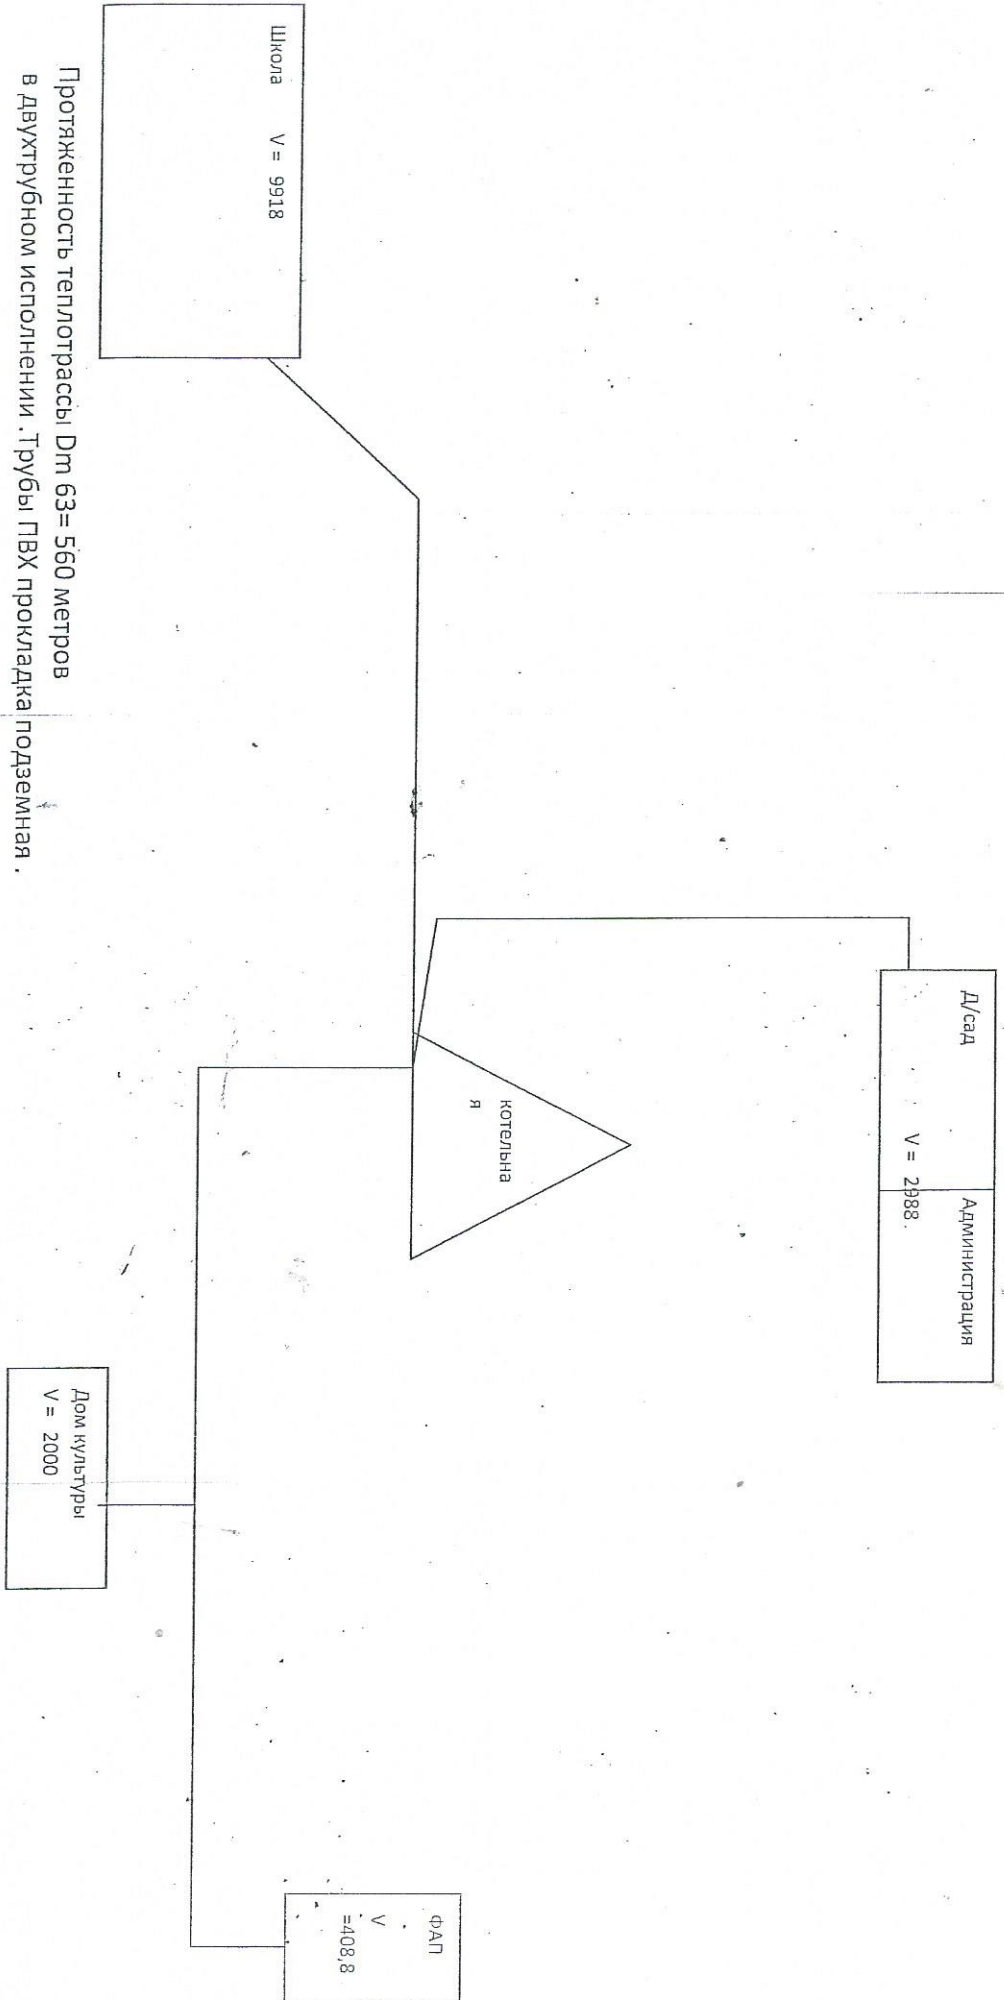 Д/сад
Администрация
V = 2988.
котельна
я
ФАП
V
=408,8
Школа V = 9918
Дом культуры
V = 2000
Протяженность теплотрассы Dm 63= 560 метров
в двухтрубном исполнении .Трубы ПВХ прокладка подземная .